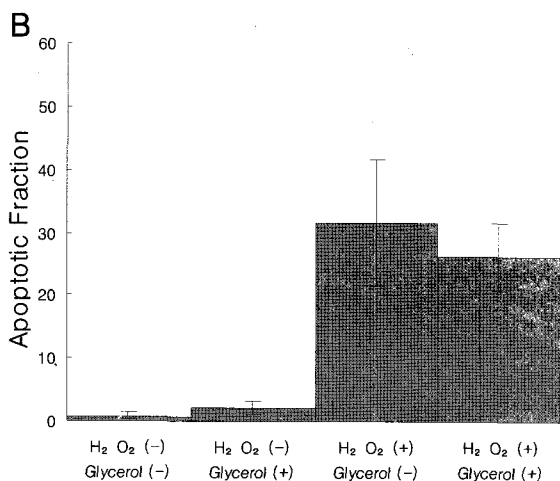 B
Apoptotic Fraction
60
50
40
30
20
10
0
H₂ O₂ (−) H₂ O₂ (−) H₂ O₂ (+) H₂ O₂ (+)
Glycerol (−) Glycerol (+) Glycerol (−) Glycerol (+)